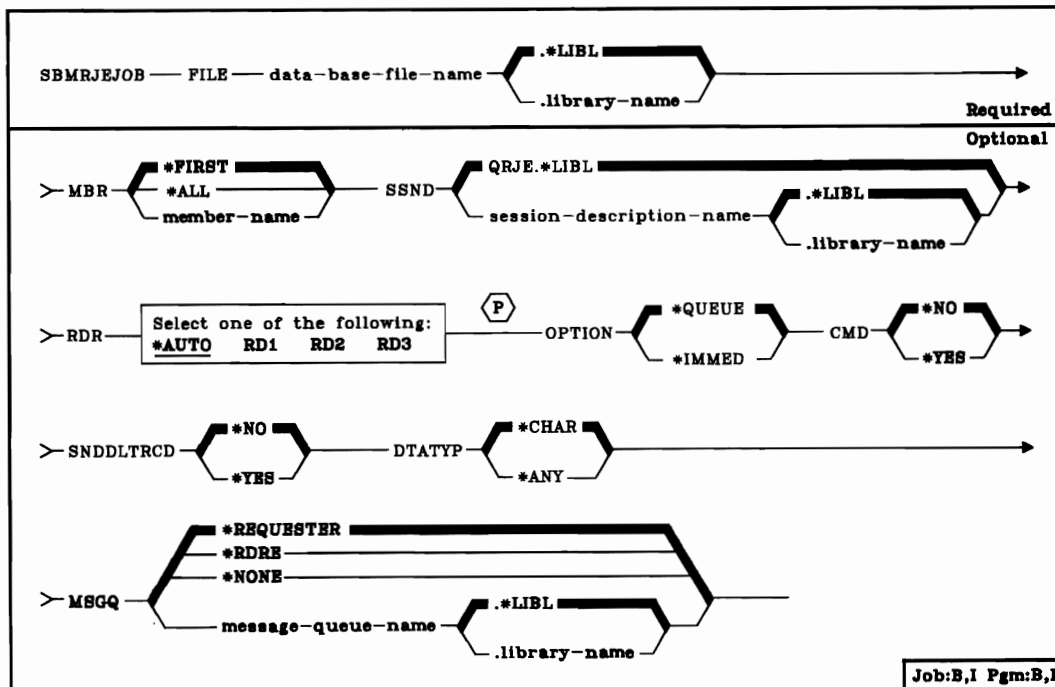 .*LIBL
SBMRJEJOB FILE data-base-file-name
.library-name
Required
Optional
*FIRST QRJE.*LIBL
MBR *ALL SSND .*LIBL
member-name session-description-name
.library-name
P
Select one of the following: *QUEUE *NO
RDR OPTION CMD
*AUTO RD1 RD2 RD3 *IMMED *YES
*NO *CHAR
SNDDLTRCD DTATYP
*YES *ANY
*REQUESTER
*RDRE
*NONE
MSGQ .*LIBL
message-queue-name
.library-name
Job:B,I Pgm:B,I